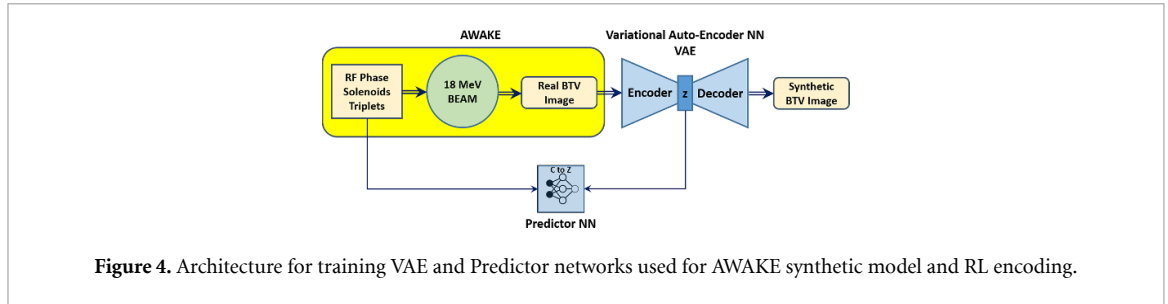 AWAKE
Variational Auto-Encoder NN
VAE
RF Phase
Solenoids
Triplets
18 MeV
BEAM
Real BTV
Image
Encoder
z
Decoder
Synthetic
BTV Image
C to Z
Predictor NN
Figure 4. Architecture for training VAE and Predictor networks used for AWAKE synthetic model and RL encoding.